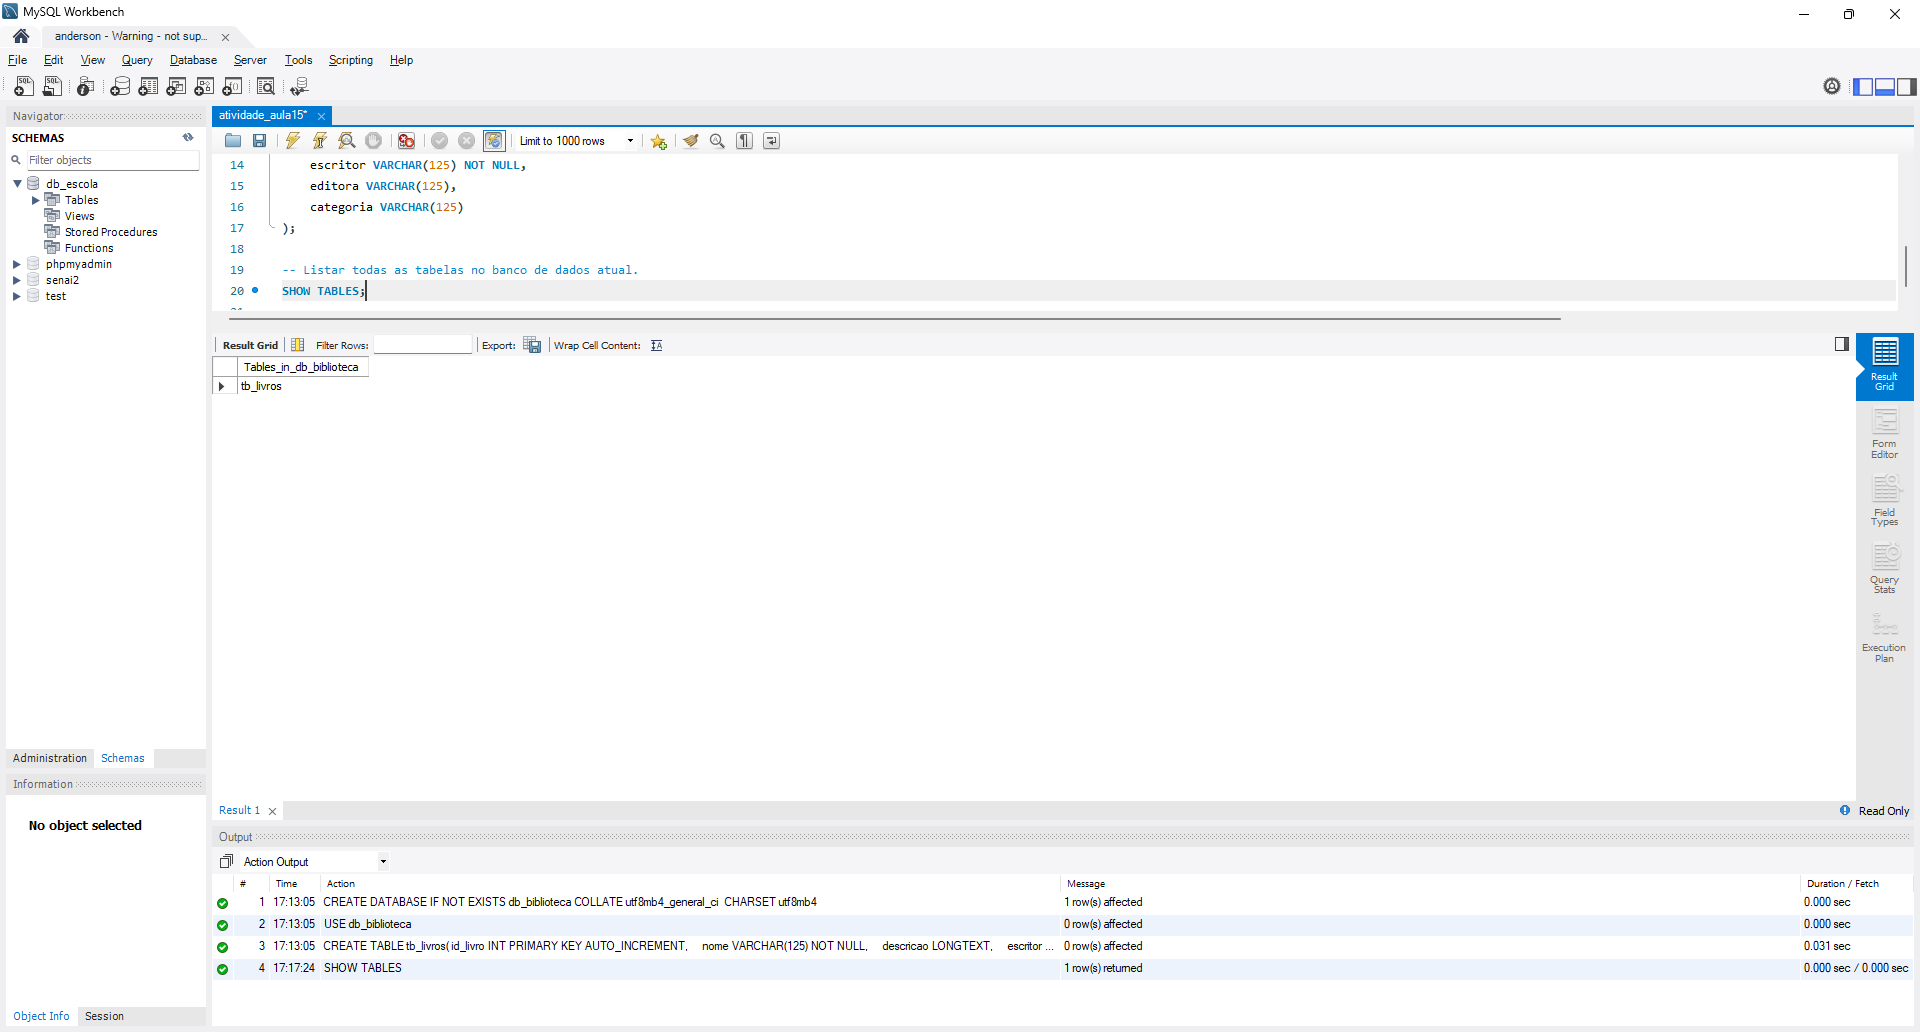 MySQL Workbench
anderson - Warning - not sup...
File Edit View Query Database Server Tools Scripting Help
Navigator
SCHEMAS
Filter objects
db_escola
Tables
Views
Stored Procedures
Functions
phpmyadmin
senai2
test
Administration Schemas
Information
No object selected
Object Info Session
atividade_aula15*
Limit to 1000 rows
14 escritor VARCHAR(125) NOT NULL,
15 editora VARCHAR(125),
16 categoria VARCHAR(125)
17 );
18
19 -- Listar todas as tabelas no banco de dados atual.
20 SHOW TABLES;
Result Grid Filter Rows: Export: Wrap Cell Content:
Tables_in_db_biblioteca
tb_livros
Result
Grid
Form
Editor
Field
Types
Query
Stats
Execution
Plan
Result 1
Read Only
Output
Action Output
# Time Action Message Duration / Fetch
1 17:13:05 CREATE DATABASE IF NOT EXISTS db_biblioteca COLLATE utf8mb4_general_ci CHARSET utf8mb4 1 row(s) affected 0.000 sec
2 17:13:05 USE db_biblioteca 0 row(s) affected 0.000 sec
3 17:13:05 CREATE TABLE tb_livros( id_livro INT PRIMARY KEY AUTO_INCREMENT, nome VARCHAR(125) NOT NULL, descricao LONGTEXT, escritor ... 0 row(s) affected 0.031 sec
4 17:17:24 SHOW TABLES 1 row(s) returned 0.000 sec / 0.000 sec